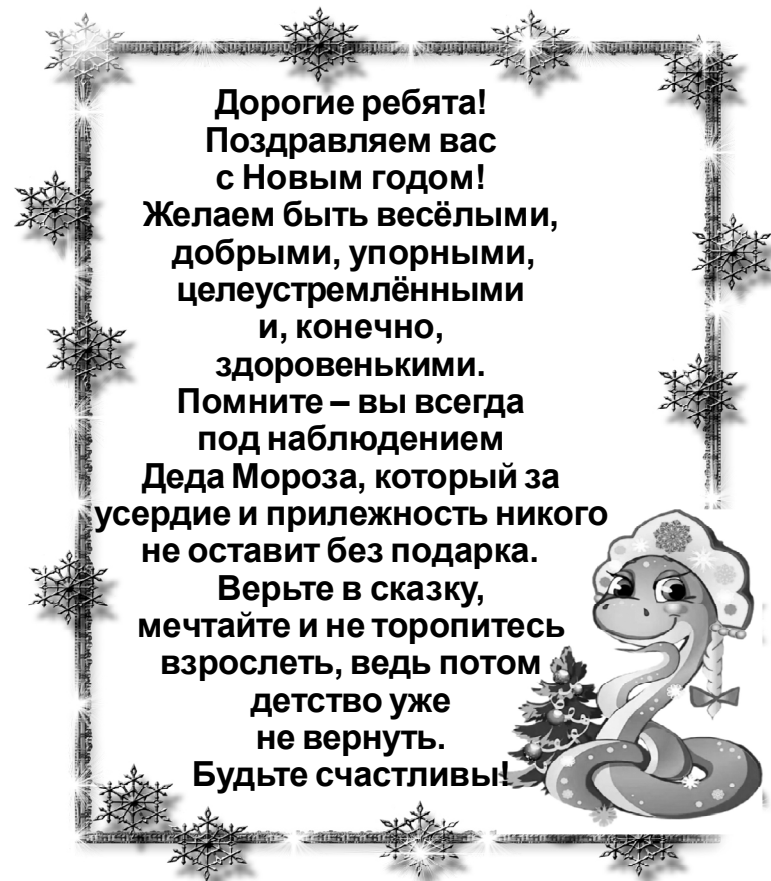 Дорогие ребята!
Поздравляем вас
с Новым годом!
Желаем быть весёлыми,
добрыми, упорными,
целеустремлёнными
и, конечно,
здоровенькими.
Помните – вы всегда
под наблюдением
Деда Мороза, который за
усердие и прилежность никого
не оставит без подарка.
Верьте в сказку,
мечтайте и не торопитесь
взрослеть, ведь потом
детство уже
не вернуть.
Будьте счастливы!